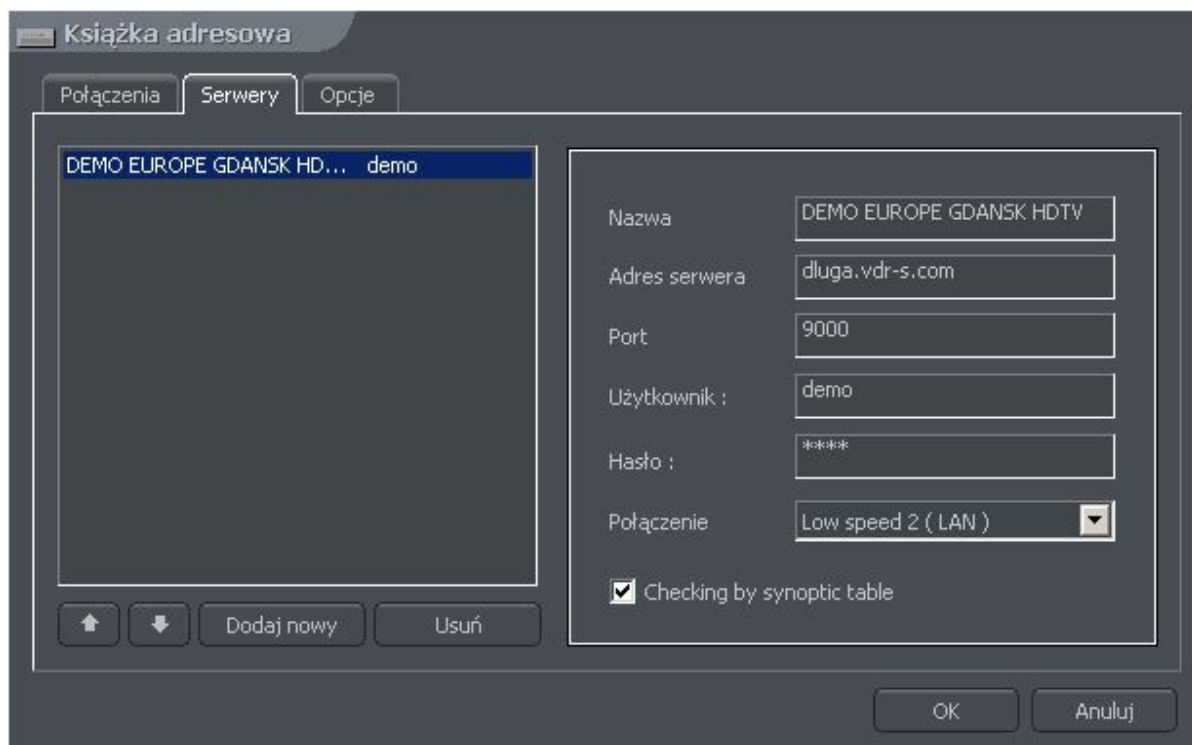 Książka adresowa
Połączenia Serwery Opcje
DEMO EUROPE GDANSK HD... demo
Nazwa DEMO EUROPE GDANSK HDTV
Adres serwera dluga.vdr-s.com
Port 9000
Użytkownik : demo
Hasło : ****
Połączenie Low speed 2 ( LAN )
Checking by synoptic table
Dodaj nowy Usuń
OK Anuluj